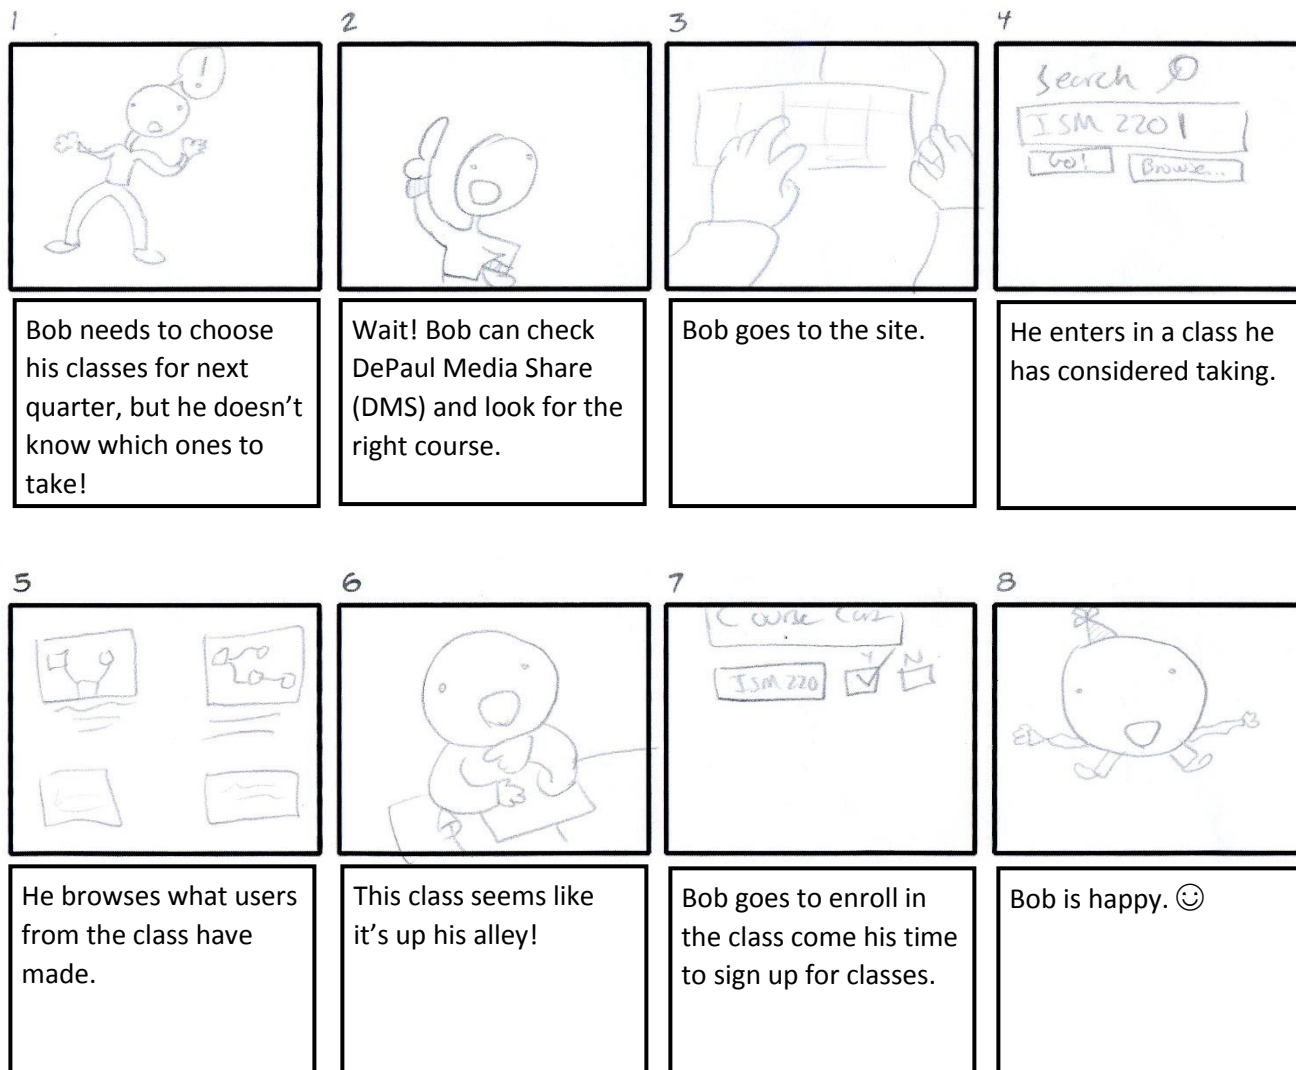 1
2
3
4
!
Search
ISM 220
Go!
Browse...
Bob needs to choose
his classes for next
quarter, but he doesn't
know which ones to
take!
Wait! Bob can check
DePaul Media Share
(DMS) and look for the
right course.
Bob goes to the site.
He enters in a class he
has considered taking.
5
6
7
8
Course Cart
Y N
ISM 220
He browses what users
from the class have
made.
This class seems like
it's up his alley!
Bob goes to enroll in
the class come his time
to sign up for classes.
Bob is happy. ☺